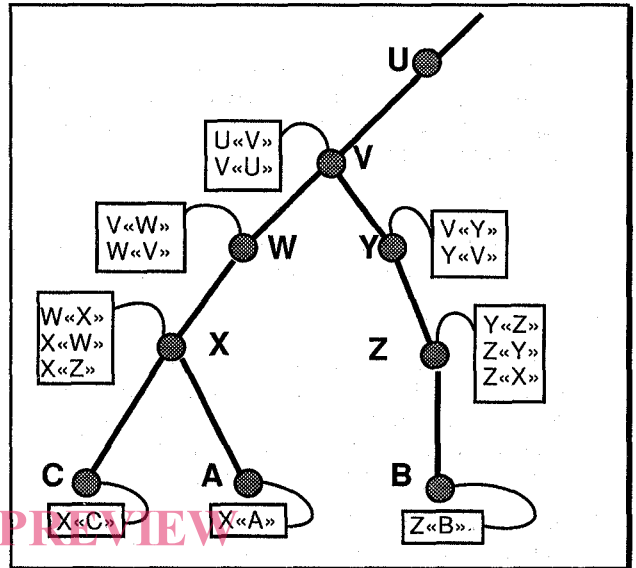 U
U«V»
V«U»
V
V«W»
W«V»
W
Y
V«Y»
Y«V»
W«X»
X«W»
X«Z»
X
Z
Y«Z»
Z«Y»
Z«X»
C
A
B
X«C»
X«A»
Z«B»
PREVIEW